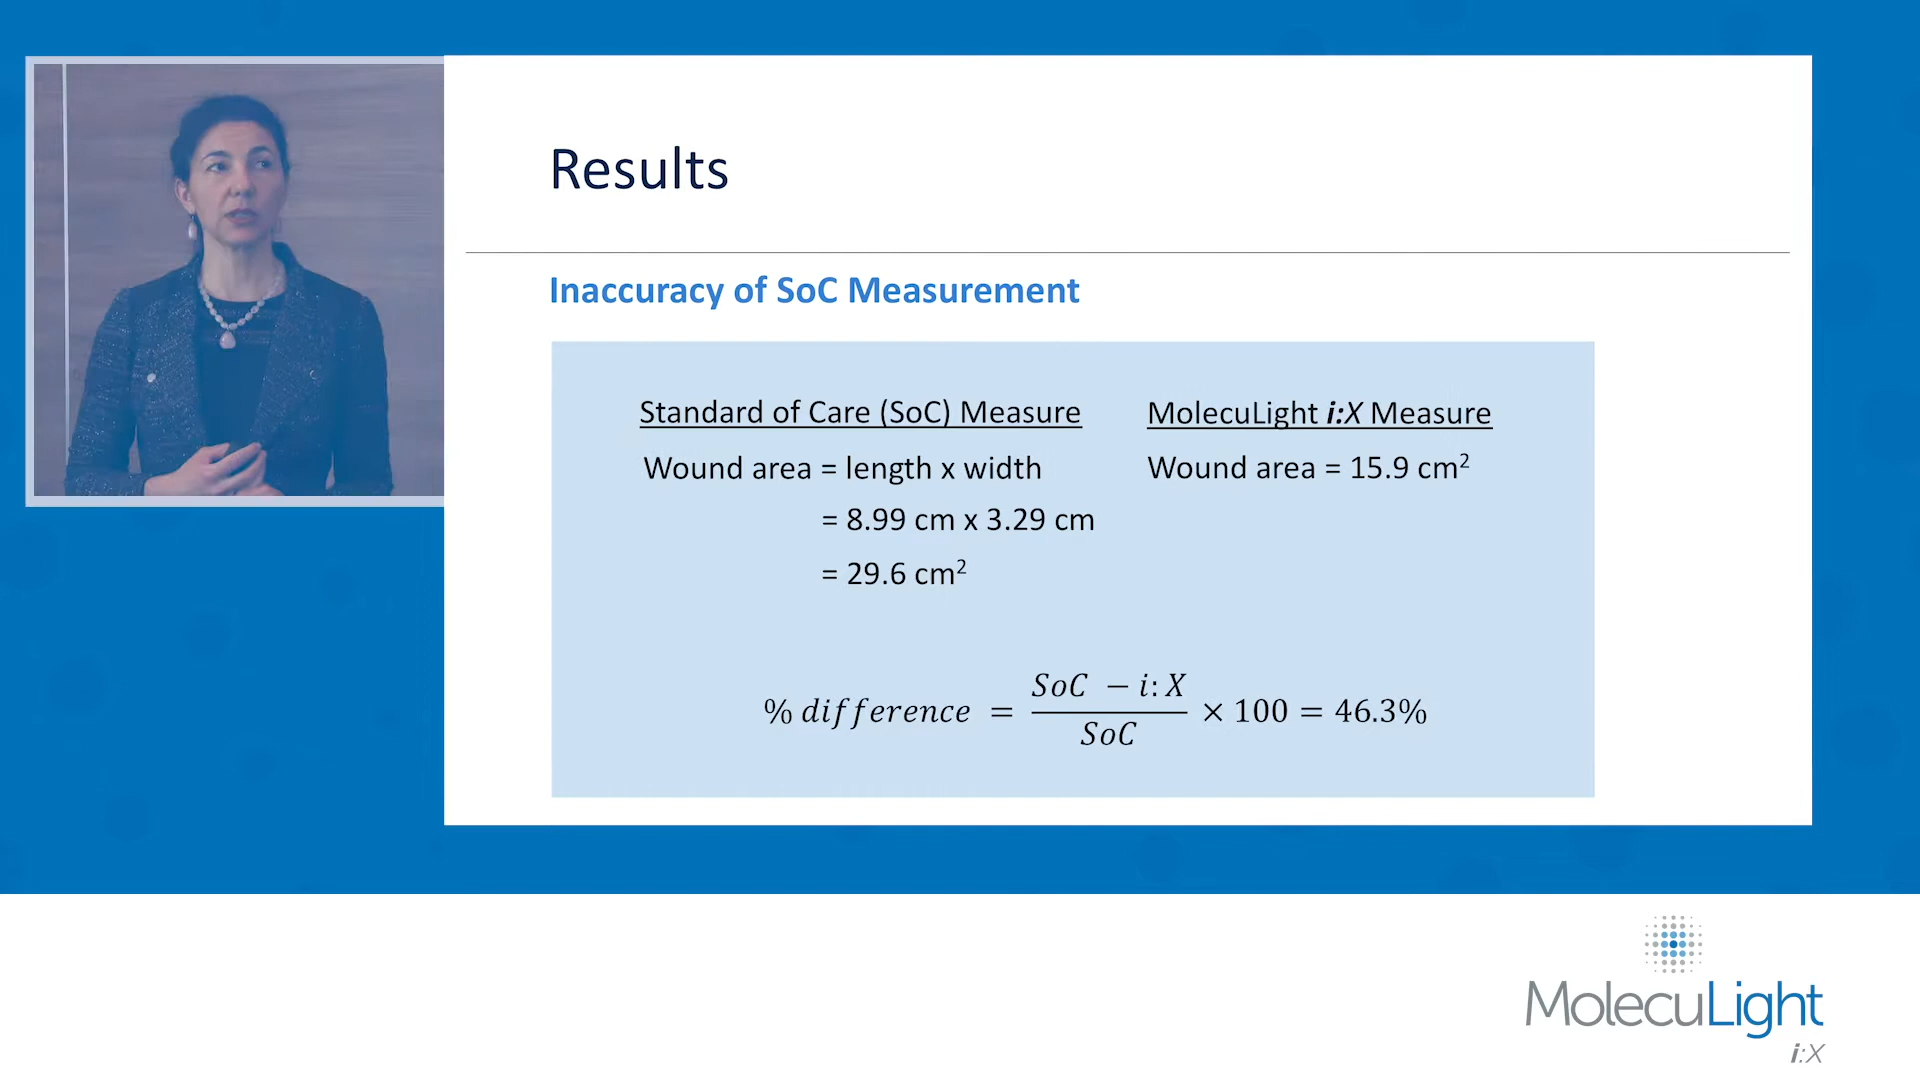 Results
Inaccuracy of SoC Measurement
Standard of Care (SoC) Measure
Wound area = length x width
= 8.99 cm x 3.29 cm
= 29.6 cm²
MolecuLight i:X Measure
Wound area = 15.9 cm²
% difference = (SoC − i:X)/SoC × 100 = 46.3%
MolecuLight
i:X